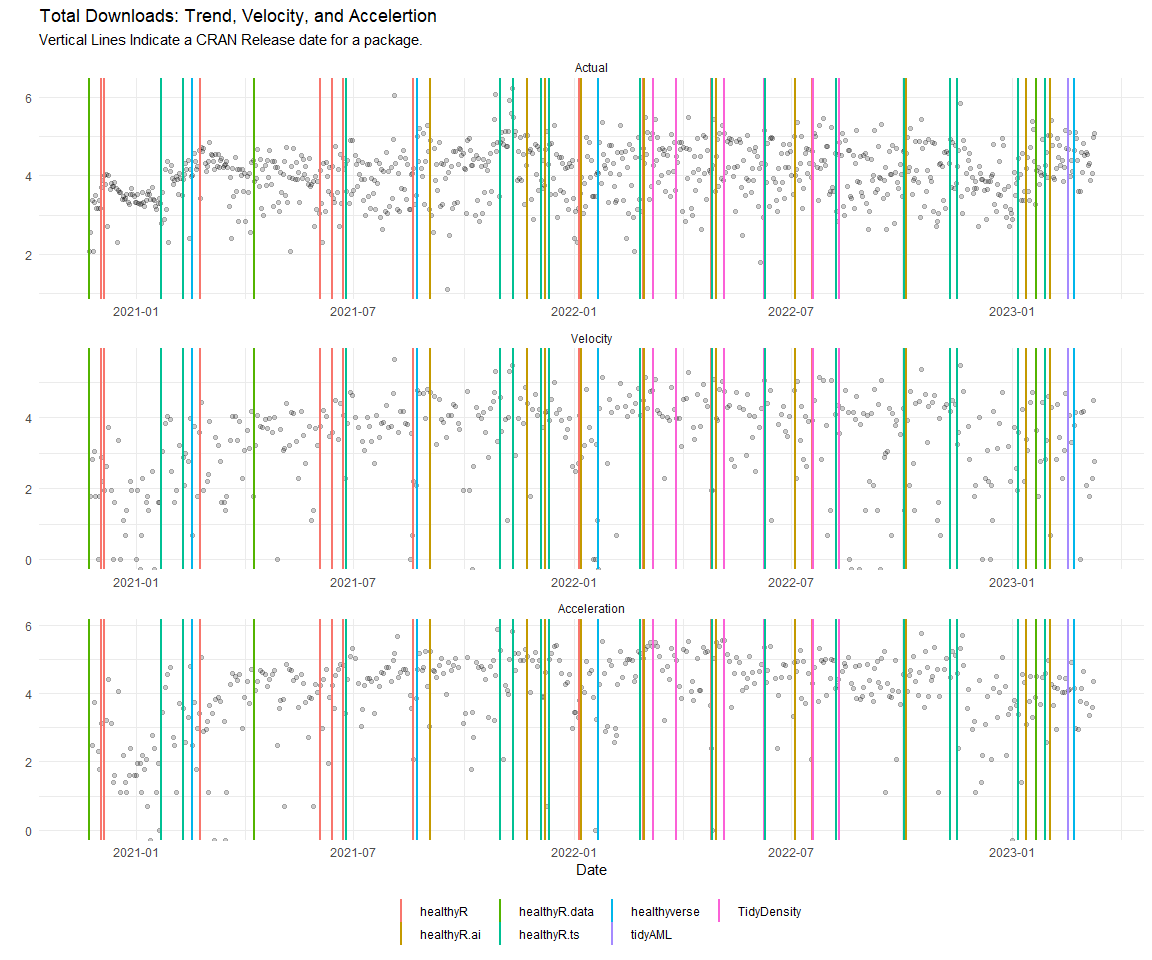 Total Downloads: Trend, Velocity, and Accelertion
Vertical Lines Indicate a CRAN Release date for a package.
Actual
6
4
2
2021-01 2021-07 2022-01 2022-07 2023-01
Velocity
4
2
0
2021-01 2021-07 2022-01 2022-07 2023-01
Acceleration
6
4
2
0
2021-01 2021-07 2022-01 2022-07 2023-01
Date
healthyR healthyR.data healthyverse TidyDensity
healthyR.ai healthyR.ts tidyAML